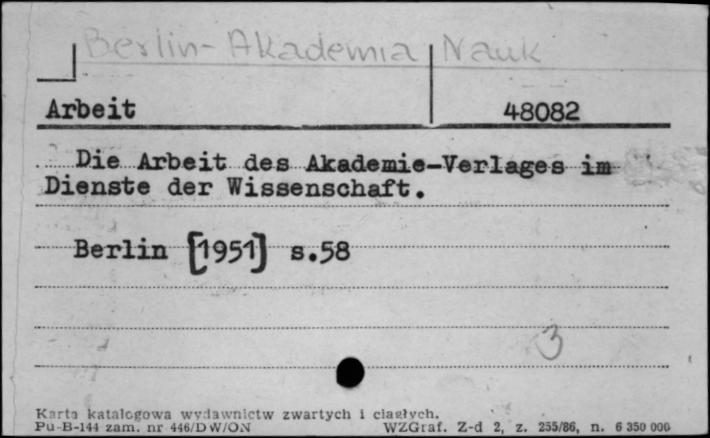 Berlin - Akademia Nauk
Arbeit 48082
Die Arbeit des Akademie-Verlages im
Dienste der Wissenschaft.
Berlin [1951] s.58
3
Karta katalogowa wydawnictw zwartych i ciągłych.
Pu-B-144 zam. nr 446/DW/ON WZGraf. Z-d 2, z. 255/86, n. 6 350 000